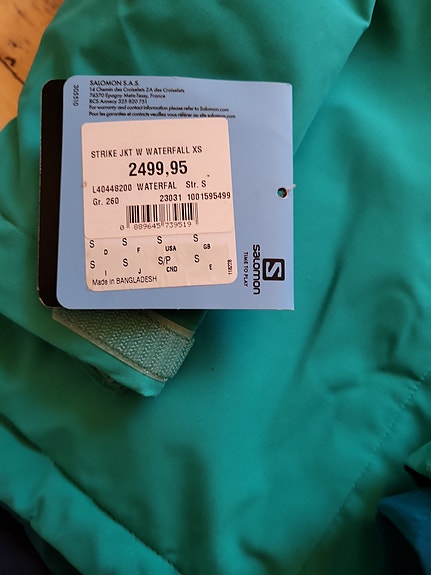 SALOMON S.A.S.
14 Chemin des Croiselets ZA des Croiselets
74370 Epagny Metz-Tessy, France
RCS Annecy 325 820 751
For warranty and contact information please refer to Salomon.com
Pour les garanties et contacts veuillez vous référer au site salomon.com
305410
STRIKE JKT W WATERFALL XS
2499,95
L40448200 WATERFAL Str. S
Gr. 260 23031 1001595499
0 889645 739519
S D S F S USA S GB
S I S J S/P CND S E
Made in BANGLADESH
salomon
TIME TO PLAY
S